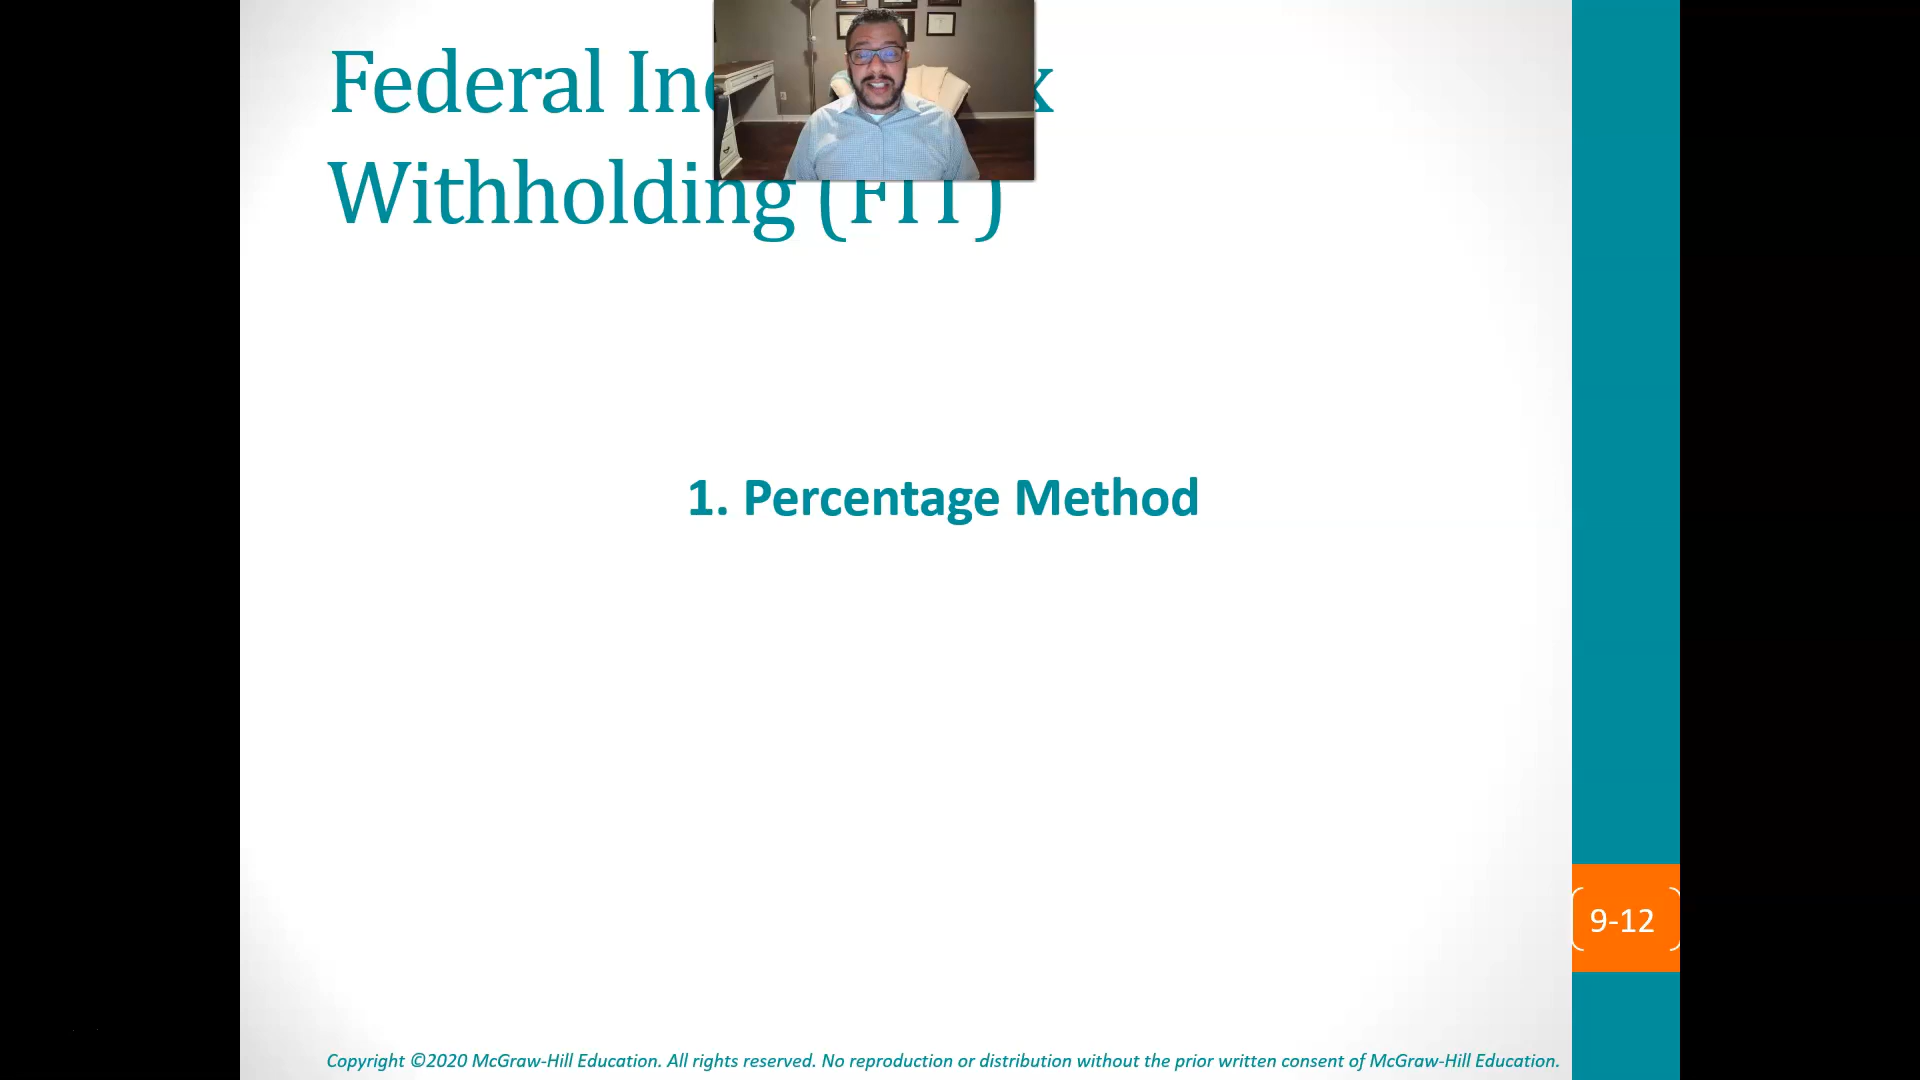 Federal Inc x
Withholding (FIT)
1. Percentage Method
9-12
Copyright ©2020 McGraw-Hill Education. All rights reserved. No reproduction or distribution without the prior written consent of McGraw-Hill Education.